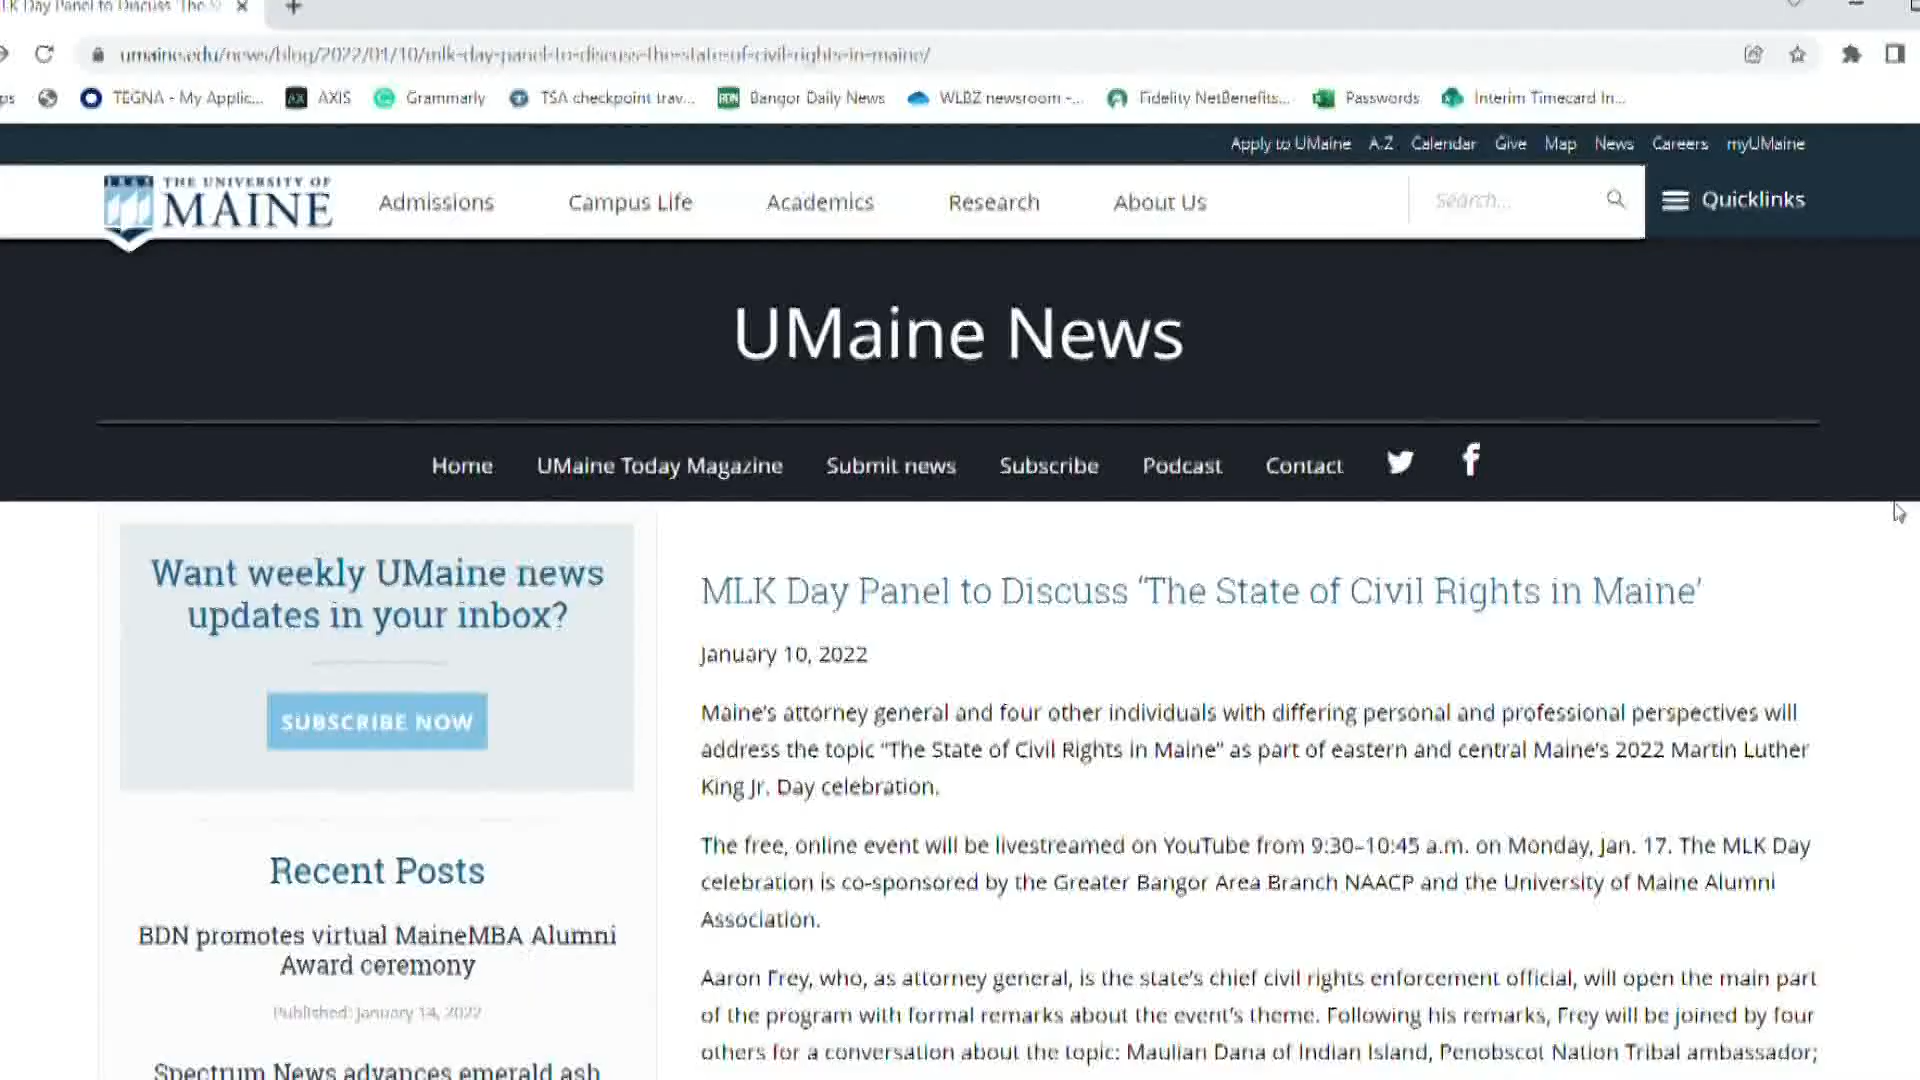 MLK Day Panel to Discuss 'The S
umaine.edu/news/blog/2022/01/10/mlk-day-panel-to-discuss-the-state-of-civil-rights-in-maine/
TEGNA - My Applic... AXIS Grammarly TSA checkpoint trav... BDN Bangor Daily News WLBZ newsroom -... Fidelity NetBenefits... Passwords Interim Timecard In...
Apply to UMaine A-Z Calendar Give Map News Careers myUMaine
THE UNIVERSITY OF
MAINE
Admissions Campus Life Academics Research About Us Search... Quicklinks
UMaine News
Home UMaine Today Magazine Submit news Subscribe Podcast Contact
Want weekly UMaine news
updates in your inbox?
SUBSCRIBE NOW
Recent Posts
BDN promotes virtual MaineMBA Alumni
Award ceremony
Published: January 14, 2022
Spectrum News advances emerald ash
MLK Day Panel to Discuss ‘The State of Civil Rights in Maine’
January 10, 2022
Maine’s attorney general and four other individuals with differing personal and professional perspectives will
address the topic “The State of Civil Rights in Maine” as part of eastern and central Maine’s 2022 Martin Luther
King Jr. Day celebration.
The free, online event will be livestreamed on YouTube from 9:30–10:45 a.m. on Monday, Jan. 17. The MLK Day
celebration is co-sponsored by the Greater Bangor Area Branch NAACP and the University of Maine Alumni
Association.
Aaron Frey, who, as attorney general, is the state’s chief civil rights enforcement official, will open the main part
of the program with formal remarks about the event’s theme. Following his remarks, Frey will be joined by four
others for a conversation about the topic: Maulian Dana of Indian Island, Penobscot Nation Tribal ambassador;